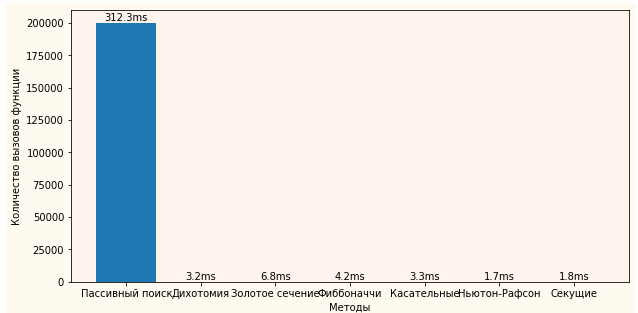 312.3ms
200000
175000
150000
125000
100000
75000
50000
25000
0
Количество вызовов функции
3.2ms 6.8ms 4.2ms 3.3ms 1.7ms 1.8ms
Пассивный поиск Дихотомия Золотое сечение Фиббоначчи Касательные Ньютон-Рафсон Секущие
Методы